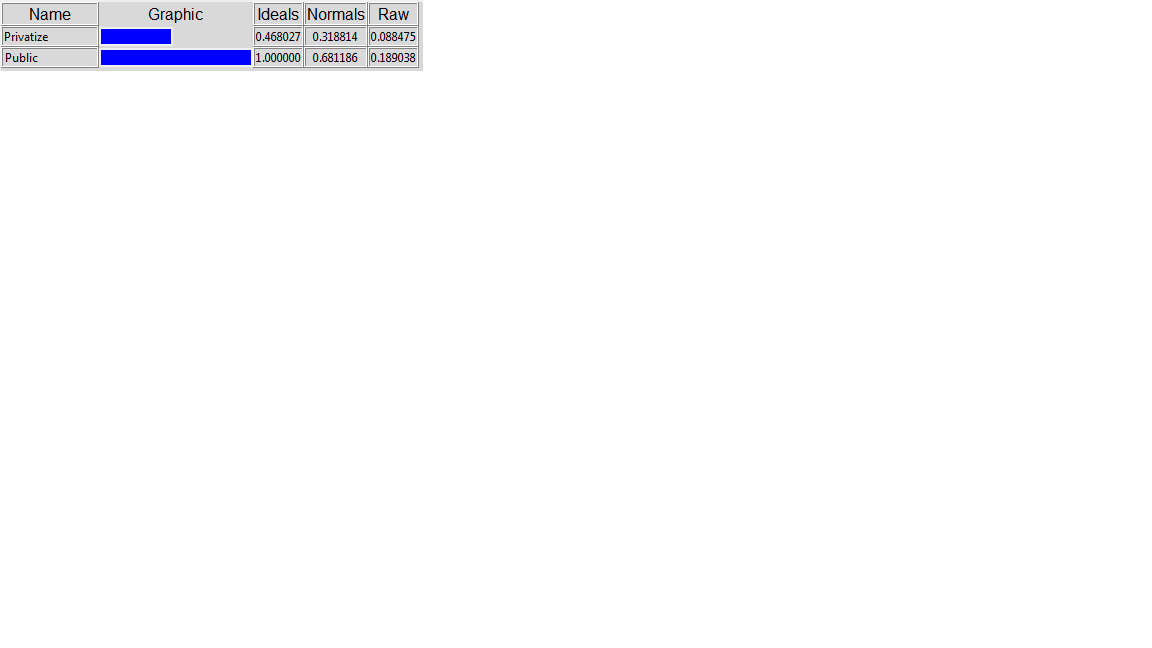 Name Graphic Ideals Normals Raw
Privatize 0.468027 0.318814 0.088475
Public 1.000000 0.681186 0.189038